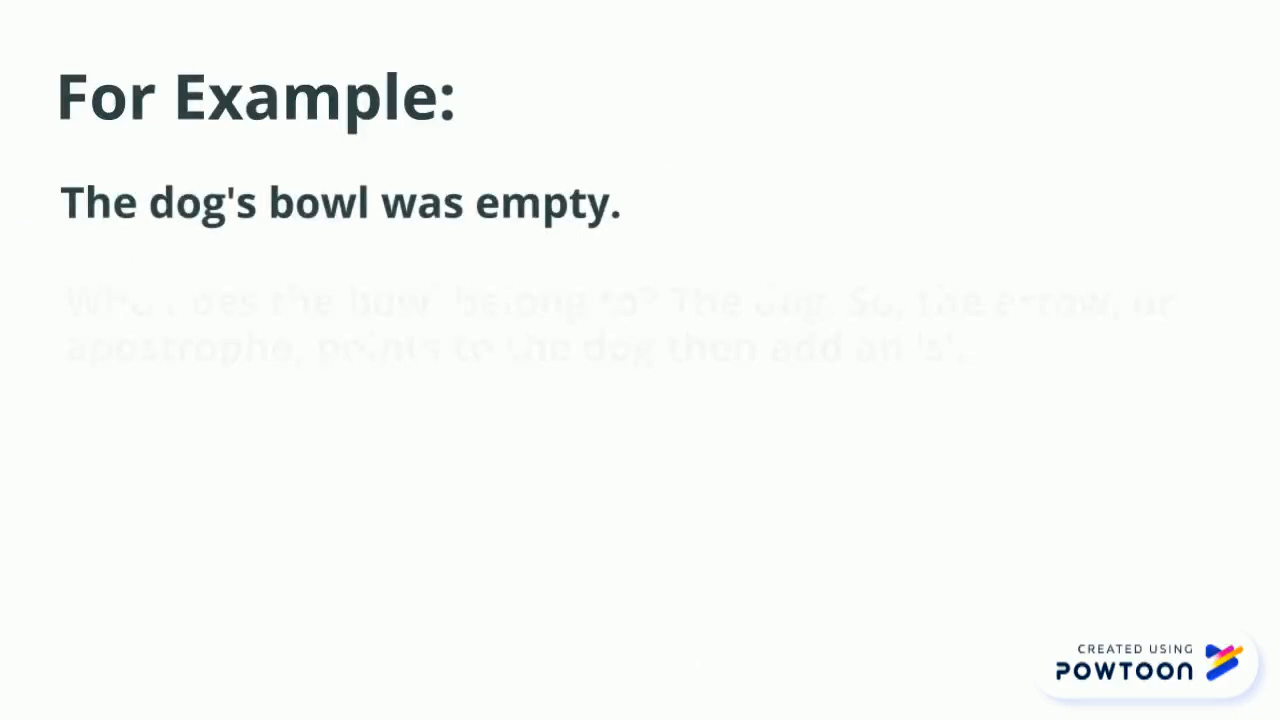 For Example:
The dog's bowl was empty.
Who does the bowl belong to? The dog. So, the arrow, or
apostrophe, points to the dog then add an 's'.
CREATED USING
POWTOON